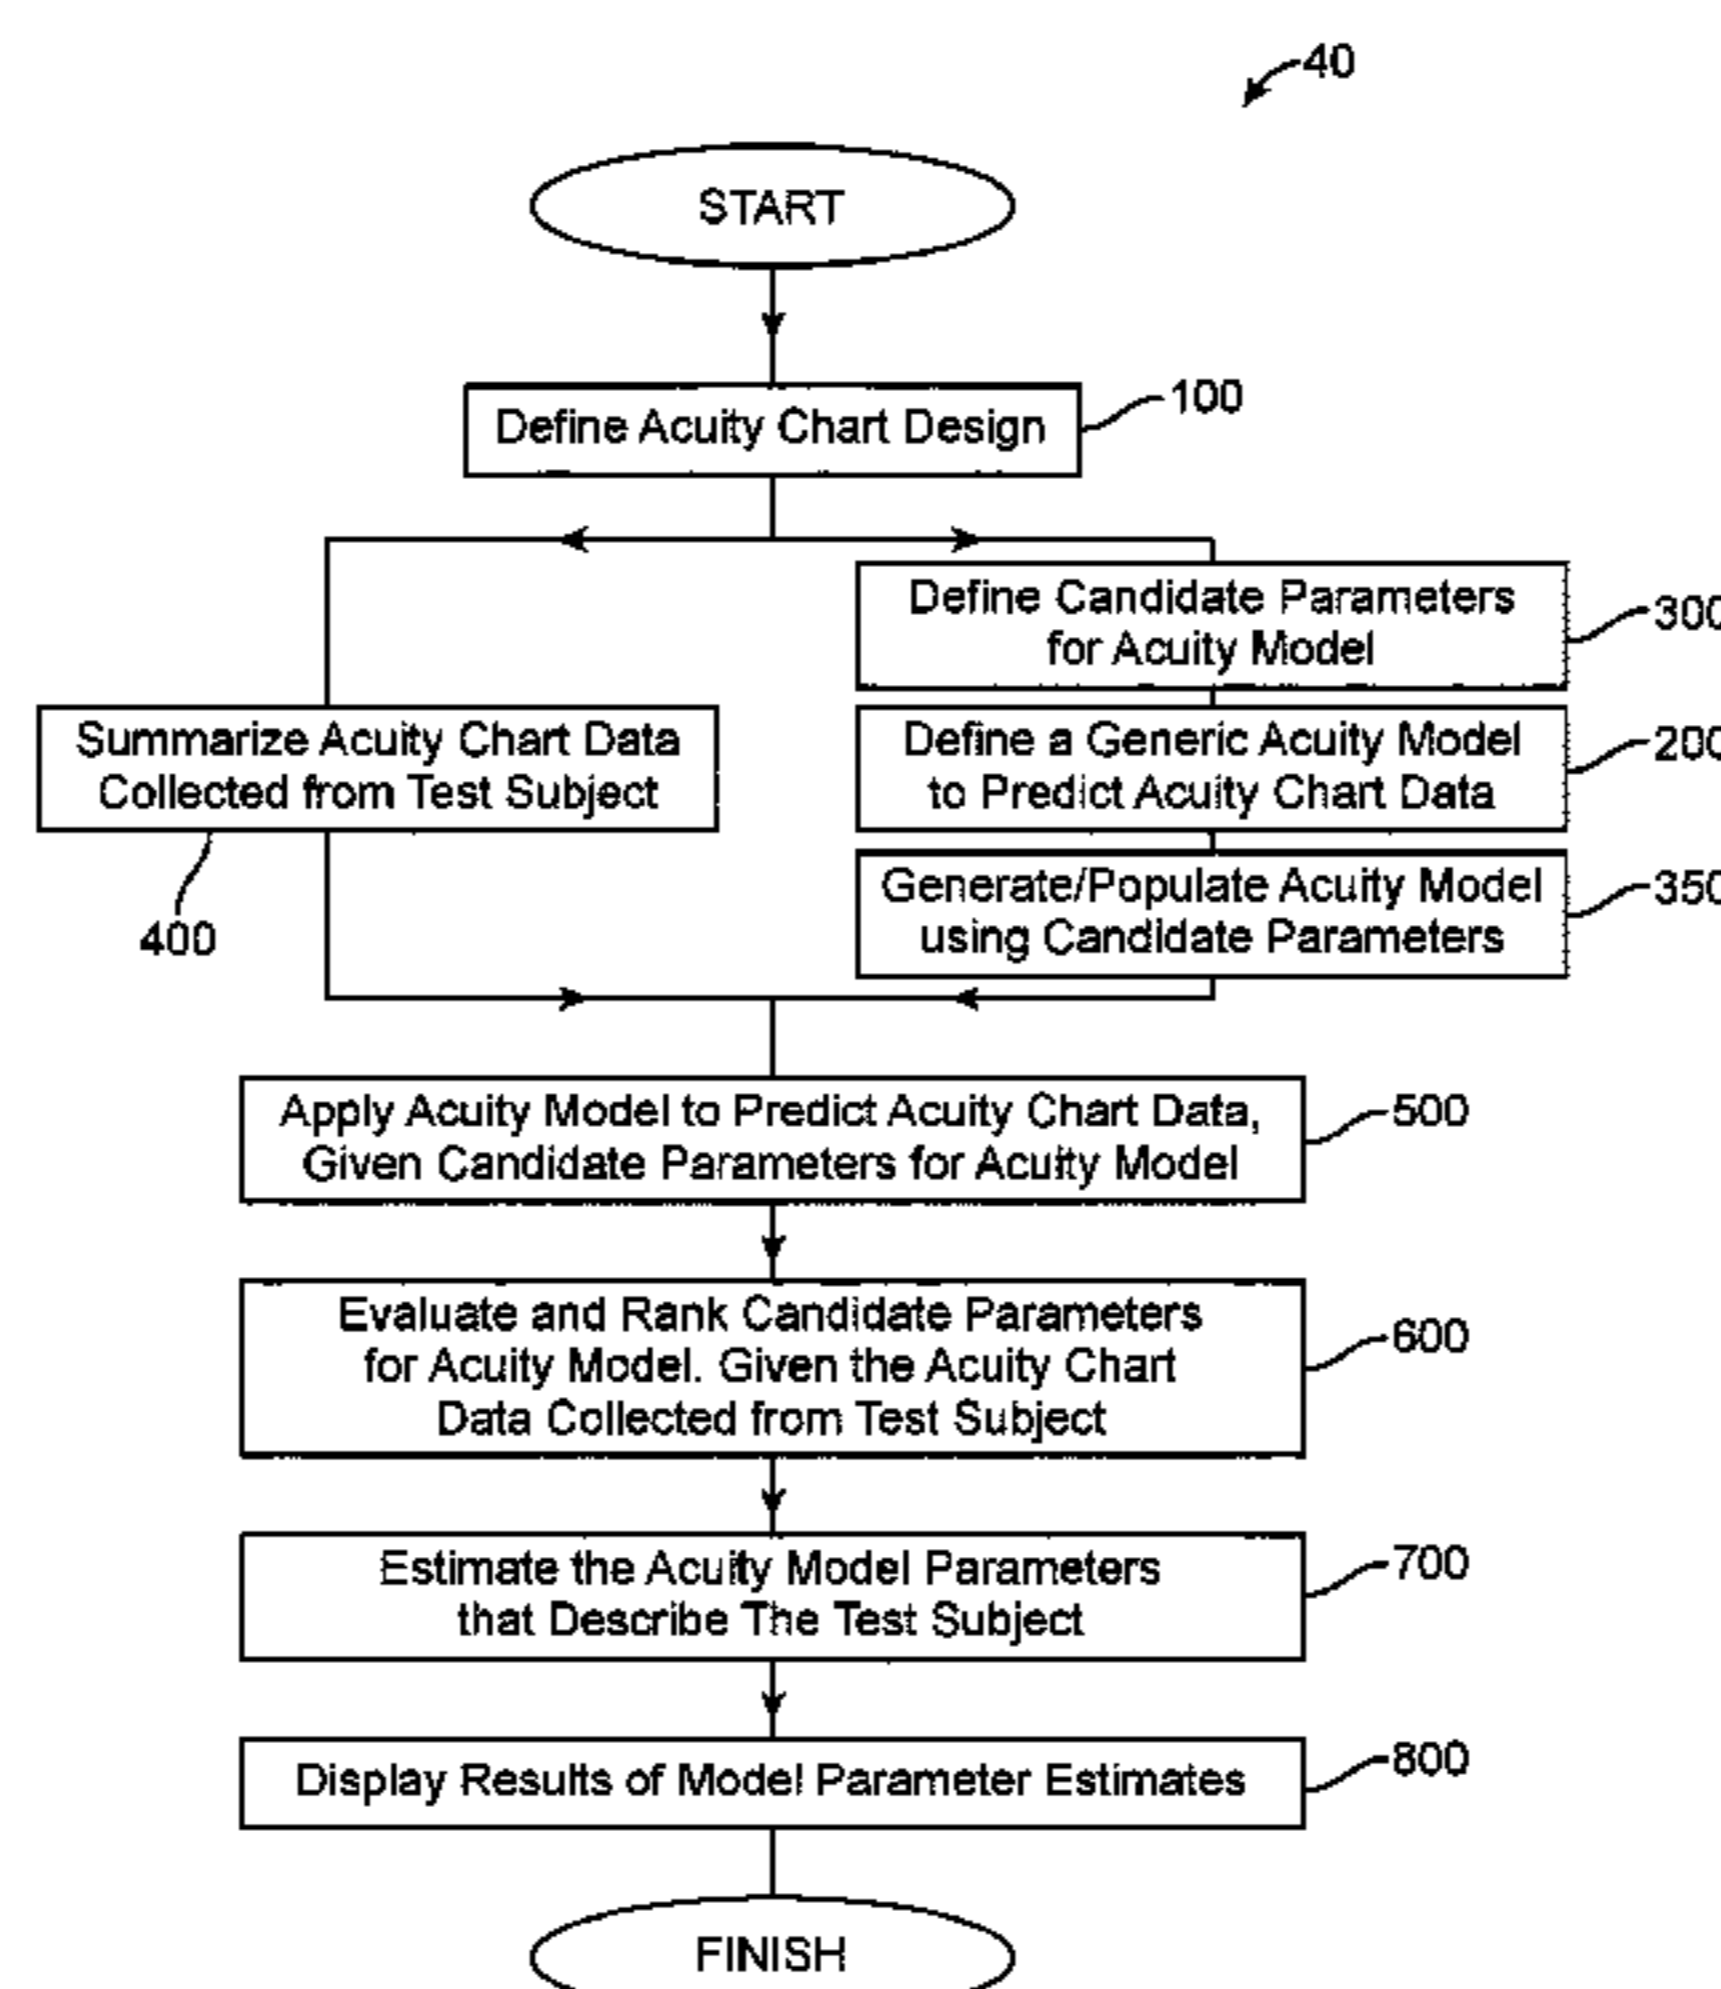 40
START
Define Acuity Chart Design
100
Define Candidate Parameters
for Acuity Model
300
Summarize Acuity Chart Data
Collected from Test Subject
400
Define a Generic Acuity Model
to Predict Acuity Chart Data
200
Generate/Populate Acuity Model
using Candidate Parameters
350
Apply Acuity Model to Predict Acuity Chart Data,
Given Candidate Parameters for Acuity Model
500
Evaluate and Rank Candidate Parameters
for Acuity Model. Given the Acuity Chart
Data Collected from Test Subject
600
Estimate the Acuity Model Parameters
that Describe The Test Subject
700
Display Results of Model Parameter Estimates
800
FINISH